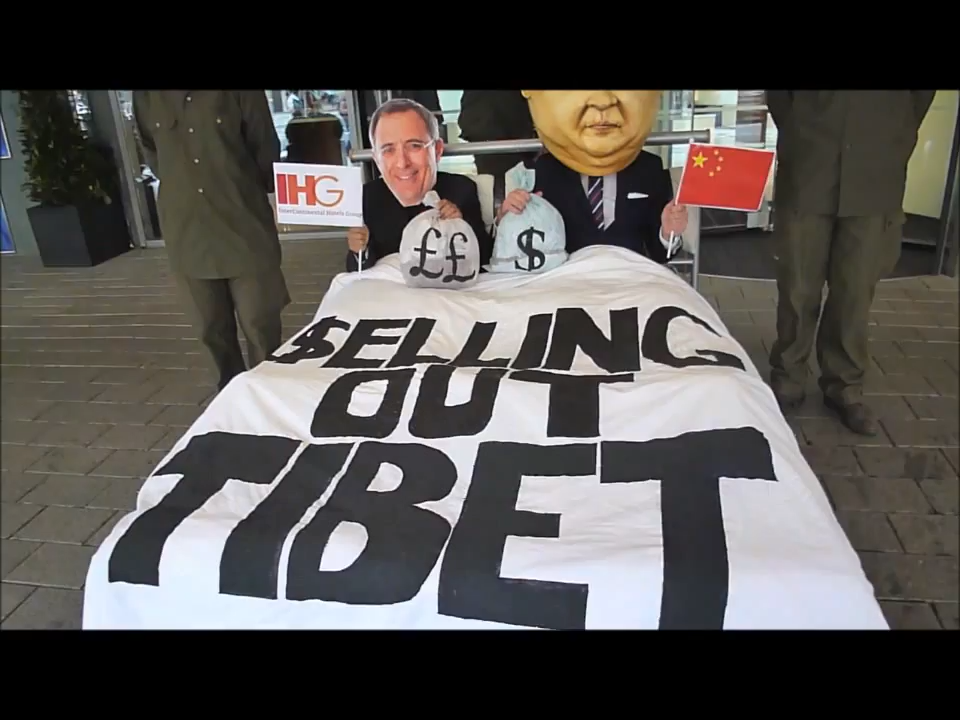 IHG
InterContinental Hotels Group
££
$
$ELLING
OUT
TIBET